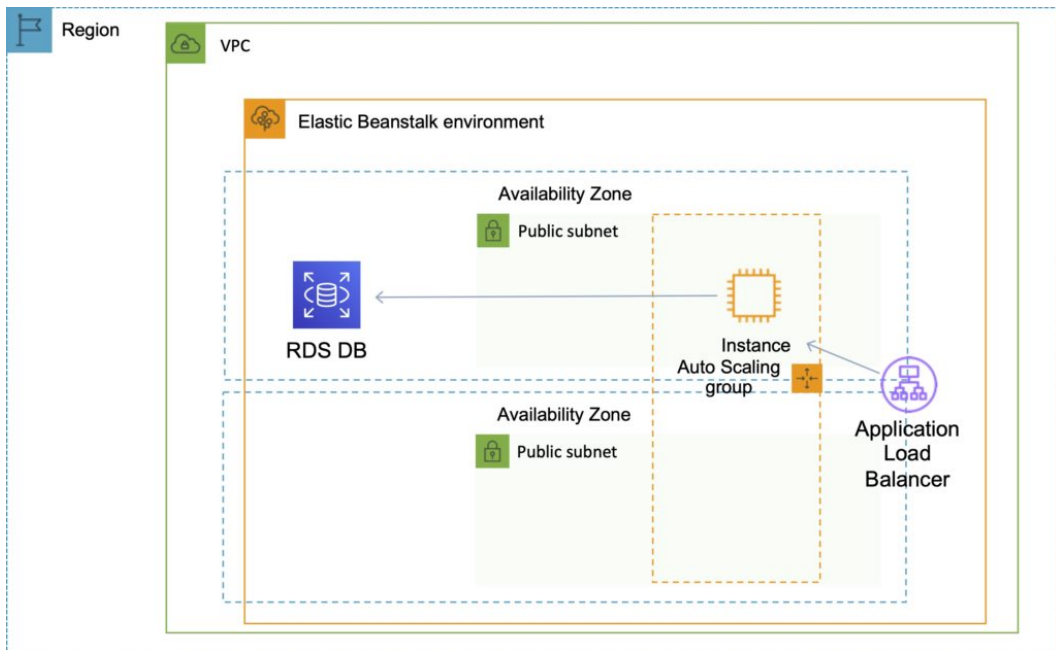 Region
VPC
Elastic Beanstalk environment
Availability Zone
Public subnet
RDS DB
Instance
Auto Scaling
group
Availability Zone
Public subnet
Application
Load
Balancer